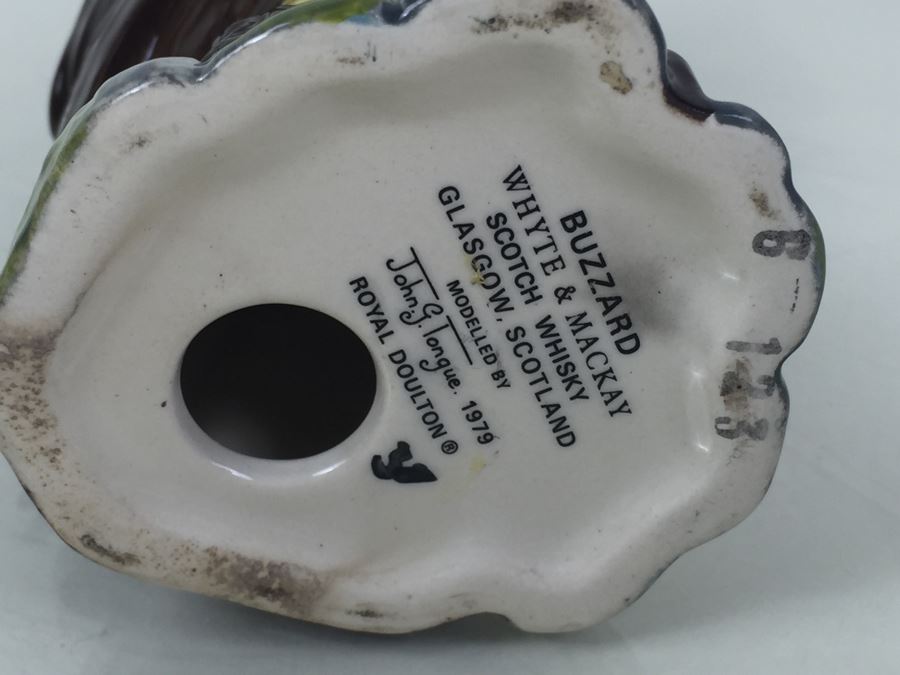 BUZZARD
WHYTE & MACKAY
SCOTCH WHISKY
GLASGOW, SCOTLAND
MODELLED BY
John G Tongue. 1979
ROYAL DOULTON ®